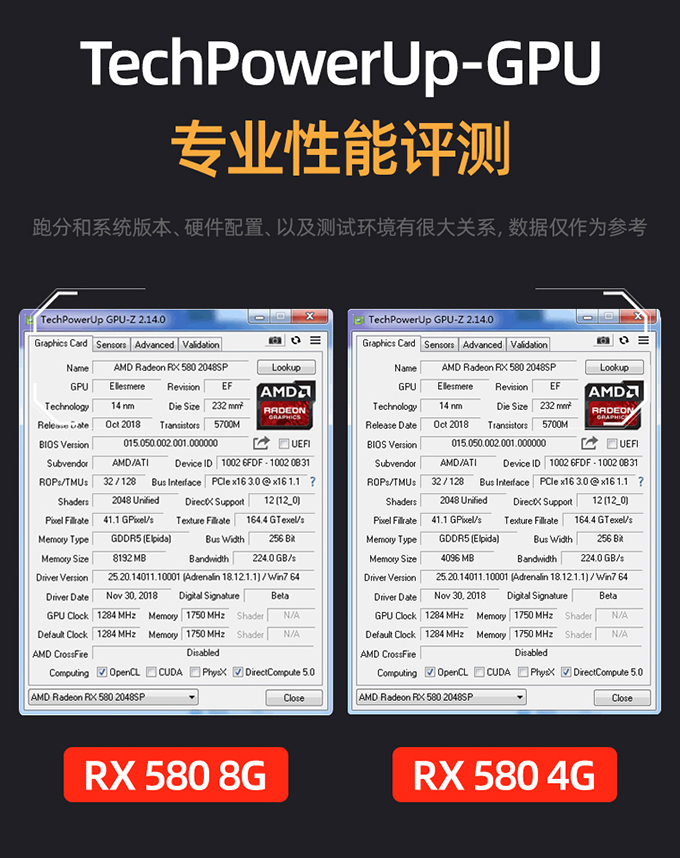 TechPowerUp-GPU
专业性能评测
跑分和系统版本、硬件配置、以及测试环境有很大关系, 数据仅作为参考
TechPowerUp GPU-Z 2.14.0
Graphics Card Sensors Advanced Validation
Name AMD Radeon RX 580 2048SP Lookup
GPU Ellesmere Revision EF
AMD RADEON GRAPHICS
Technology 14 nm Die Size 232 mm²
Release Date Oct 2018 Transistors 5700M
BIOS Version 015.050.002.001.000000 UEFI
Subvendor AMD/ATI Device ID 1002 6FDF - 1002 0B31
ROPs/TMUs 32 / 128 Bus Interface PCIe x16 3.0 @ x16 1.1 ?
Shaders 2048 Unified DirectX Support 12 (12_0)
Pixel Fillrate 41.1 GPixel/s Texture Fillrate 164.4 GTexel/s
Memory Type GDDR5 (Elpida) Bus Width 256 Bit
Memory Size 8192 MB Bandwidth 224.0 GB/s
Driver Version 25.20.14011.10001 (Adrenalin 18.12.1.1) / Win7 64
Driver Date Nov 30, 2018 Digital Signature Beta
GPU Clock 1284 MHz Memory 1750 MHz Shader N/A
Default Clock 1284 MHz Memory 1750 MHz Shader N/A
AMD CrossFire Disabled
Computing OpenCL CUDA PhysX DirectCompute 5.0
AMD Radeon RX 580 2048SP Close
RX 580 8G
TechPowerUp GPU-Z 2.14.0
Graphics Card Sensors Advanced Validation
Name AMD Radeon RX 580 2048SP Lookup
GPU Ellesmere Revision EF
AMD RADEON GRAPHICS
Technology 14 nm Die Size 232 mm²
Release Date Oct 2018 Transistors 5700M
BIOS Version 015.050.002.001.000000 UEFI
Subvendor AMD/ATI Device ID 1002 6FDF - 1002 0B31
ROPs/TMUs 32 / 128 Bus Interface PCIe x16 3.0 @ x16 1.1 ?
Shaders 2048 Unified DirectX Support 12 (12_0)
Pixel Fillrate 41.1 GPixel/s Texture Fillrate 164.4 GTexel/s
Memory Type GDDR5 (Elpida) Bus Width 256 Bit
Memory Size 4096 MB Bandwidth 224.0 GB/s
Driver Version 25.20.14011.10001 (Adrenalin 18.12.1.1) / Win7 64
Driver Date Nov 30, 2018 Digital Signature Beta
GPU Clock 1284 MHz Memory 1750 MHz Shader N/A
Default Clock 1284 MHz Memory 1750 MHz Shader N/A
AMD CrossFire Disabled
Computing OpenCL CUDA PhysX DirectCompute 5.0
AMD Radeon RX 580 2048SP Close
RX 580 4G